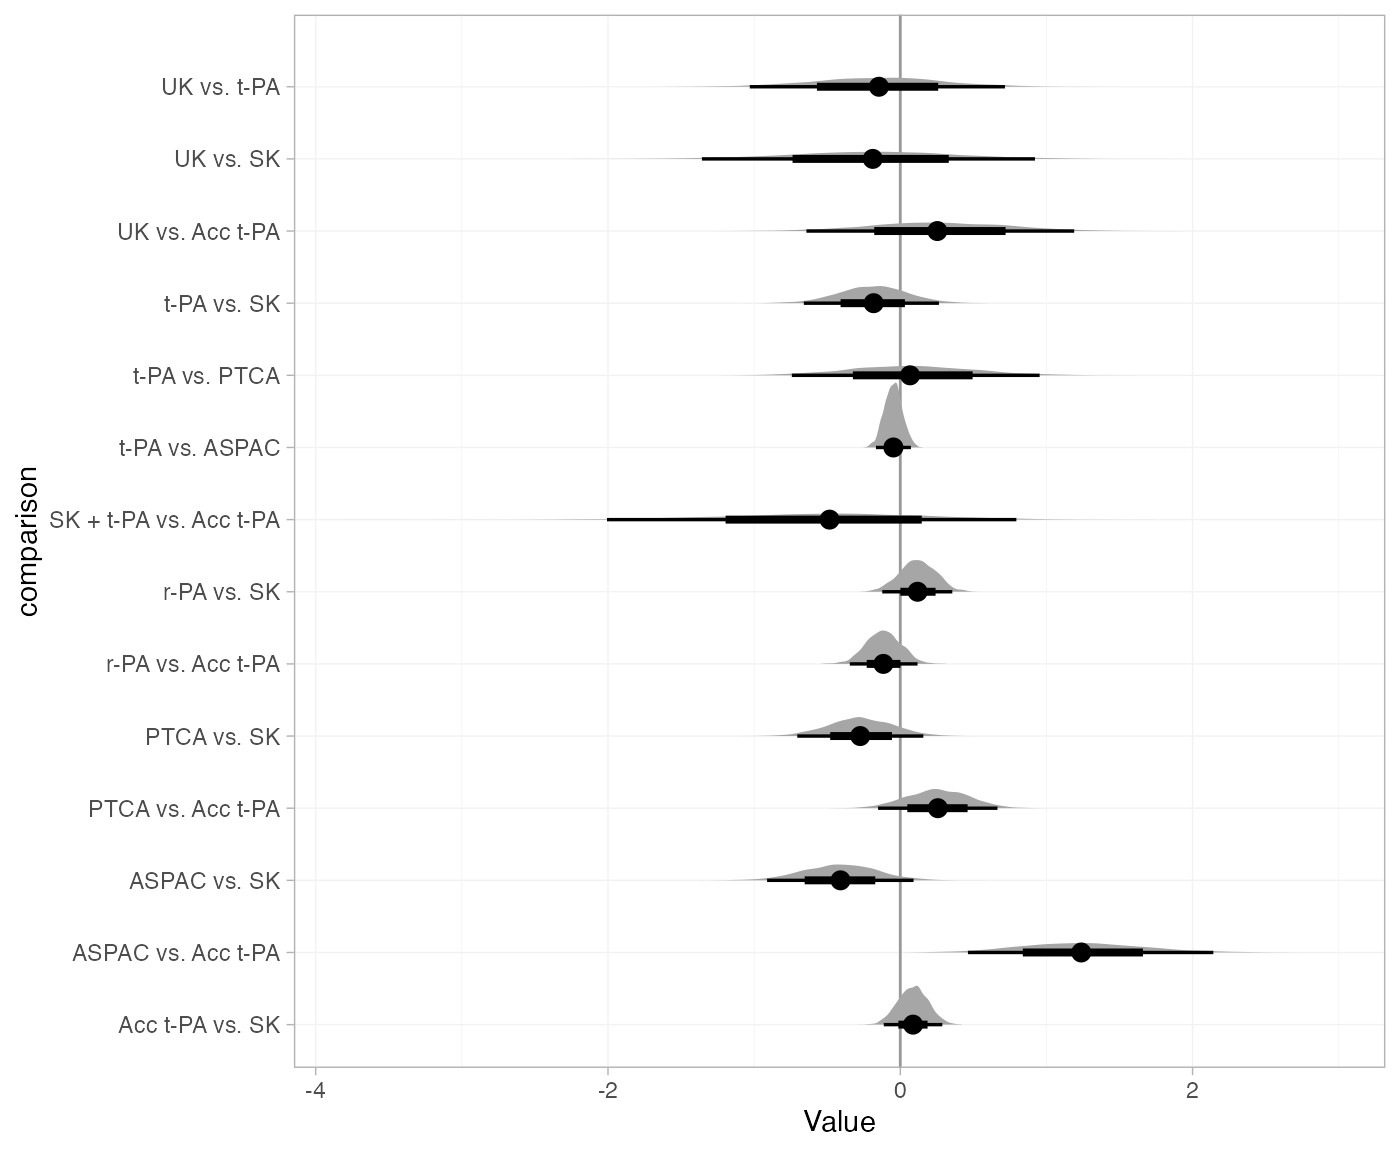 UK vs. t-PA
UK vs. SK
UK vs. Acc t-PA
t-PA vs. SK
t-PA vs. PTCA
t-PA vs. ASPAC
SK + t-PA vs. Acc t-PA
r-PA vs. SK
r-PA vs. Acc t-PA
PTCA vs. SK
PTCA vs. Acc t-PA
ASPAC vs. SK
ASPAC vs. Acc t-PA
Acc t-PA vs. SK
comparison
-4 -2 0 2
Value